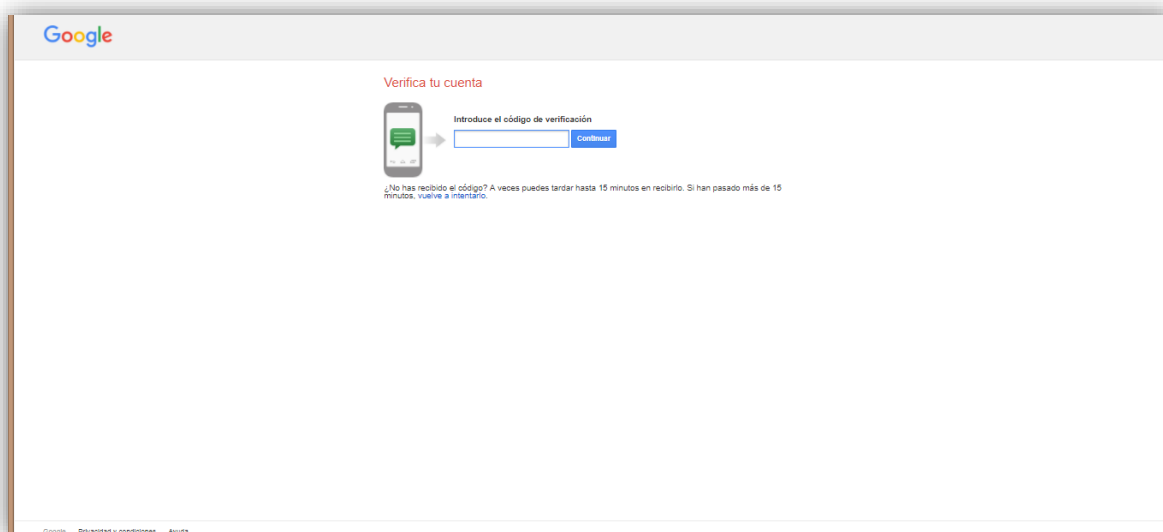 Google
Verifica tu cuenta
Introduce el código de verificación
Continuar
¿No has recibido el código? A veces puedes tardar hasta 15 minutos en recibirlo. Si han pasado más de 15
minutos, vuelve a intentarlo.
Google Privacidad y condiciones Ayuda